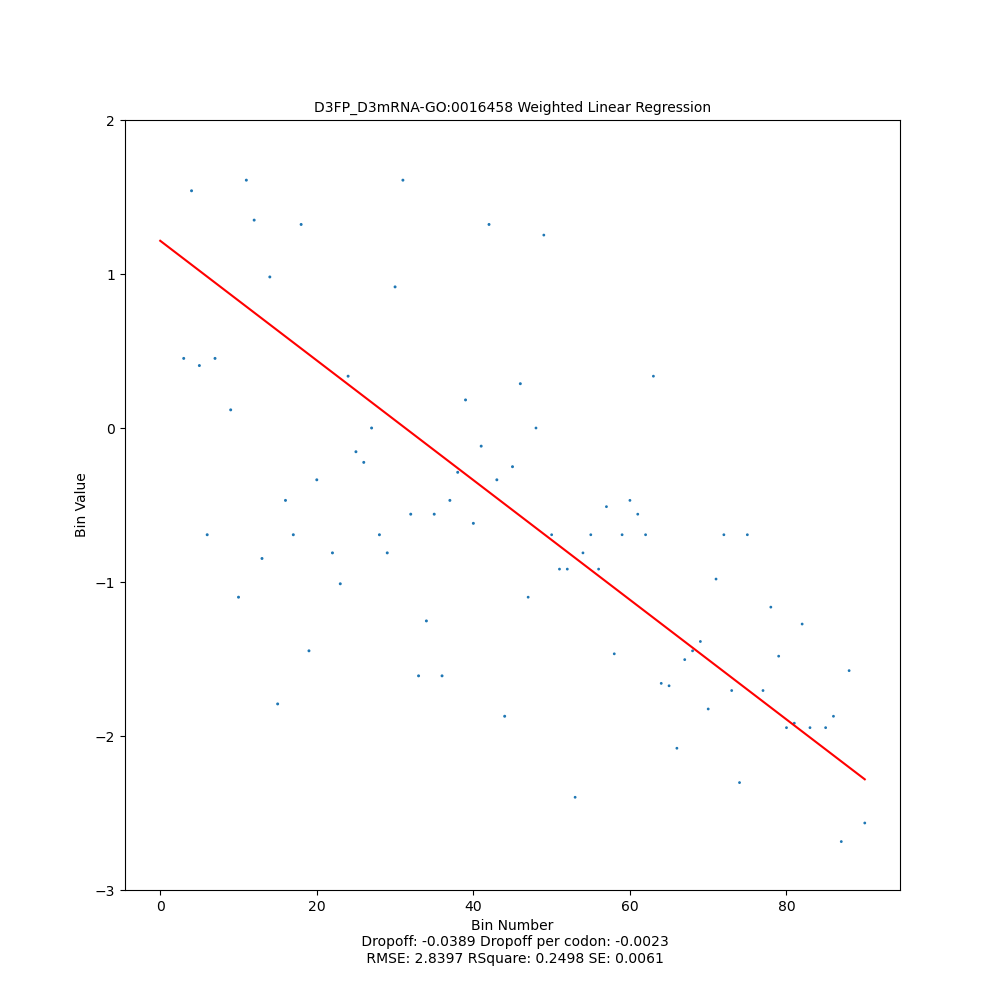 D3FP_D3mRNA-GO:0016458 Weighted Linear Regression
2
1
0
−1
−2
−3
Bin Value
0 20 40 60 80
Bin Number
Dropoff: -0.0389 Dropoff per codon: -0.0023
RMSE: 2.8397 RSquare: 0.2498 SE: 0.0061